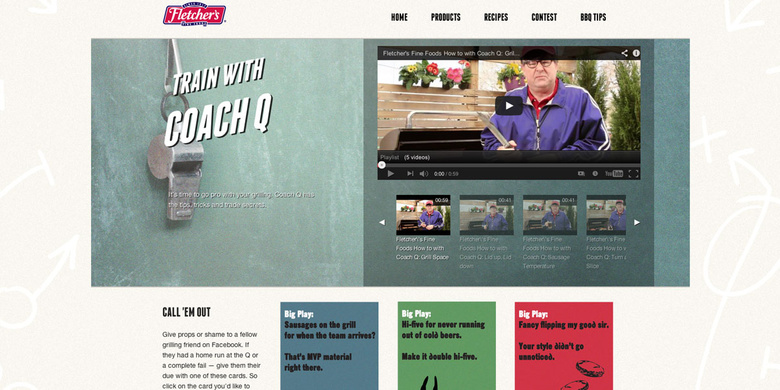 Fletcher's
HOME PRODUCTS RECIPES CONTEST BBQ TIPS
TRAIN WITH
COACH Q
It's time to go pro with your grilling. Coach Q has
the tips, tricks and trade secrets.
Fletcher's Fine Foods How to with Coach Q: Gril...
Playlist (5 videos)
0:00 / 0:59
YouTube
00:59
00:41
00:41
Fletcher's Fine
Foods How to with
Coach Q: Grill Space
Fletcher's Fine
Foods How to with
Coach Q: Lid up, Lid
down
Fletcher's Fine
Foods How to with
Coach Q: Sausage
Temperature
Fletcher's Fin
Foods How to w
Coach Q: Turn
Slice
CALL 'EM OUT
Give props or shame to a fellow
grilling friend on Facebook. If
they had a home run at the Q or
a complete fail — give them their
due with one of these cards. So
click on the card you'd like to
Big Play:
Sausages on the grill
for when the team arrives?
That's MVP material
right there.
Big Play:
Hi-five for never running
out of cold beers.
Make it double hi-five.
Big Play:
Fancy flipping my good sir.
Your style didn't go
unnoticed.